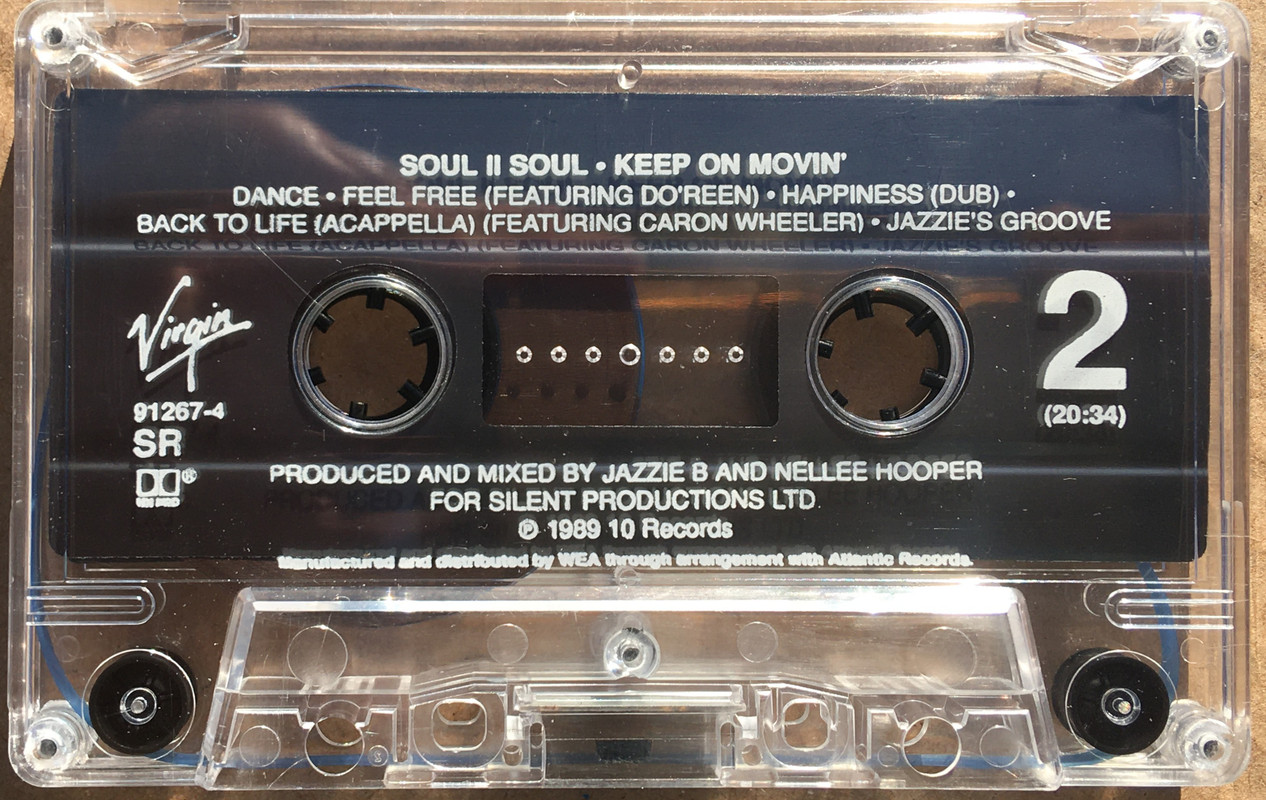 SOUL II SOUL • KEEP ON MOVIN'
DANCE • FEEL FREE (FEATURING DO'REEN) • HAPPINESS (DUB) •
BACK TO LIFE (ACAPPELLA) (FEATURING CARON WHEELER) • JAZZIE'S GROOVE
Virgin
2
91267-4
(20:34)
SR
PRODUCED AND MIXED BY JAZZIE B AND NELLEE HOOPER
FOR SILENT PRODUCTIONS LTD
℗ 1989 10 Records
Manufactured and distributed by WEA through arrangement with Atlantic Records.